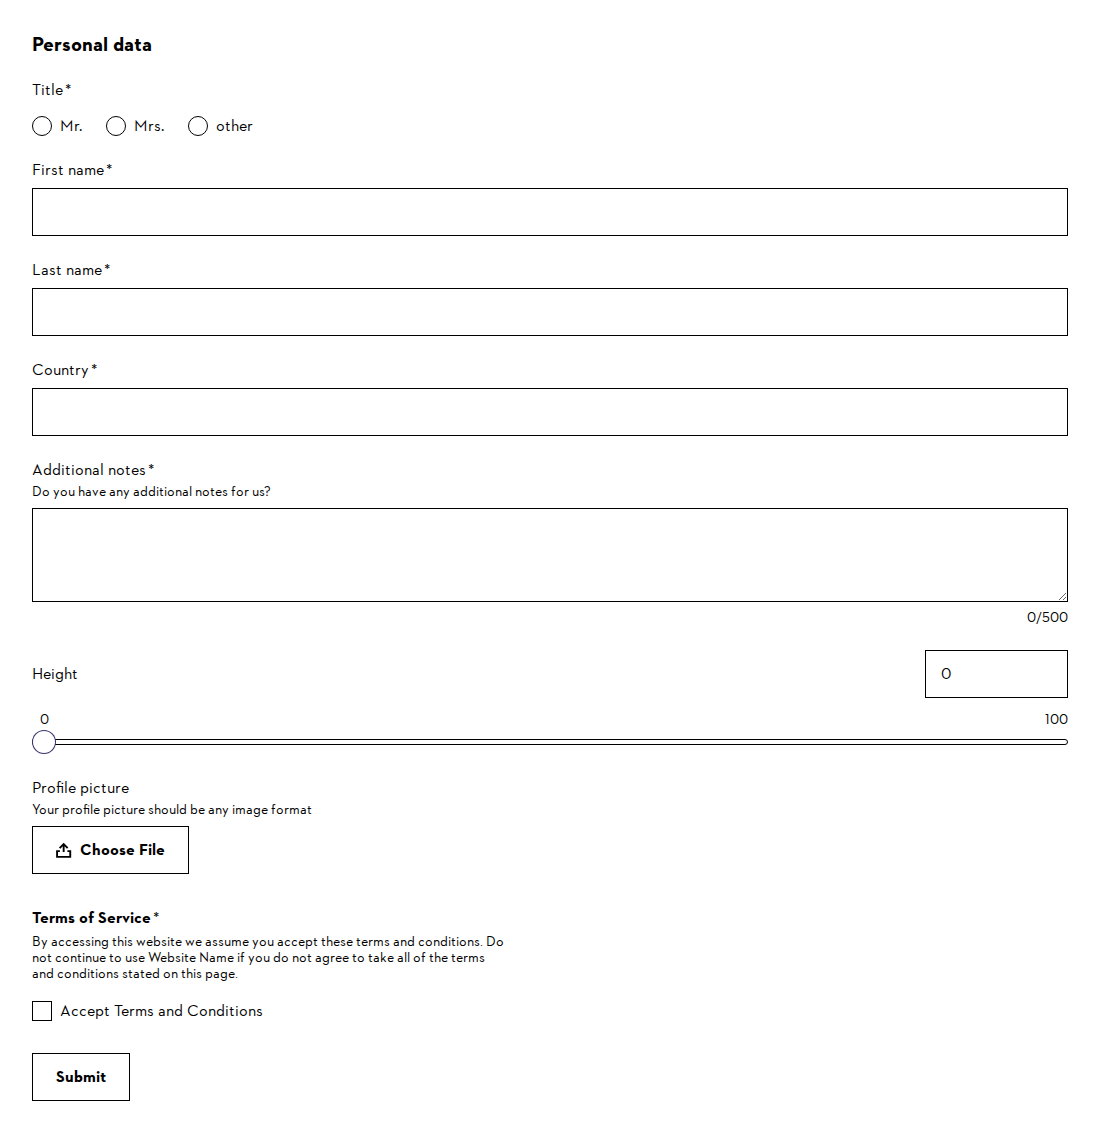 Personal data
Title*
Mr. Mrs. other
First name*
Last name*
Country*
Additional notes*
Do you have any additional notes for us?
0/500
Height 0
0 100
Profile picture
Your profile picture should be any image format
Choose File
Terms of Service*
By accessing this website we assume you accept these terms and conditions. Do
not continue to use Website Name if you do not agree to take all of the terms
and conditions stated on this page.
Accept Terms and Conditions
Submit